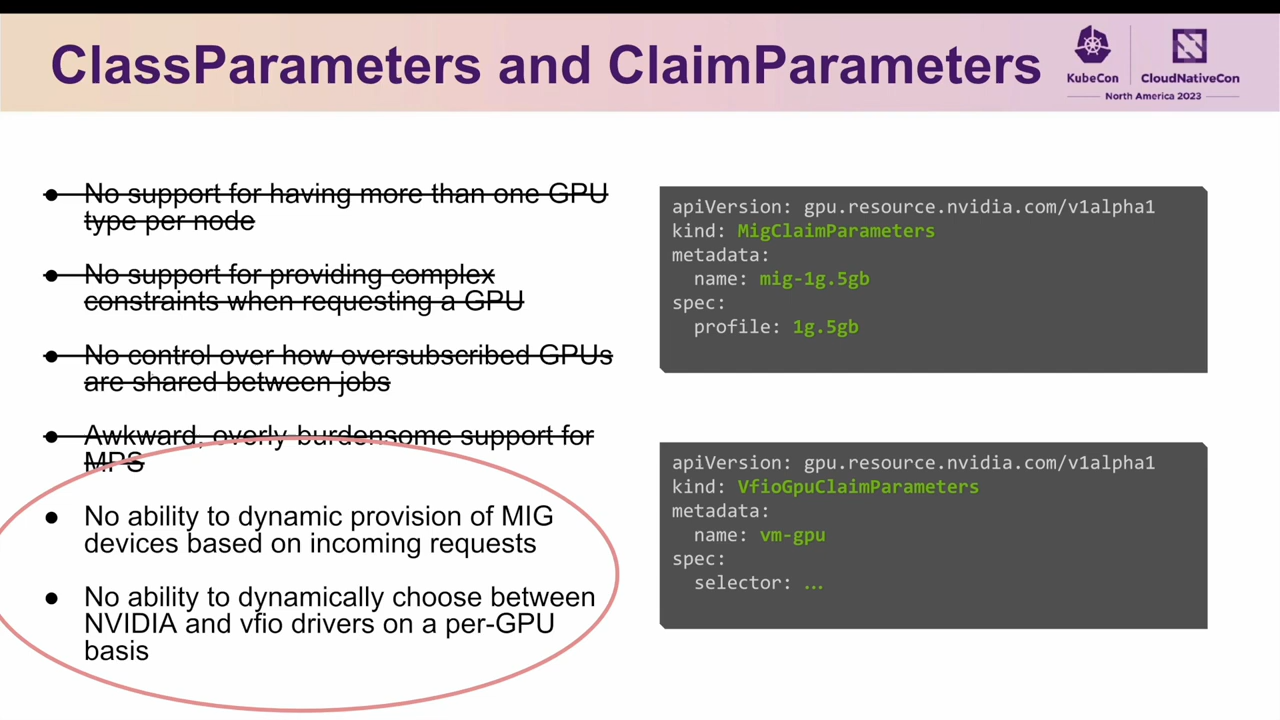 ClassParameters and ClaimParameters
KubeCon
CloudNativeCon
North America 2023
● No support for having more than one GPU
type per node
● No support for providing complex
constraints when requesting a GPU
● No control over how oversubscribed GPUs
are shared between jobs
● Awkward, overly-burdensome support for
MPS
● No ability to dynamic provision of MIG
devices based on incoming requests
● No ability to dynamically choose between
NVIDIA and vfio drivers on a per-GPU
basis
apiVersion: gpu.resource.nvidia.com/v1alpha1
kind: MigClaimParameters
metadata:
  name: mig-1g.5gb
spec:
  profile: 1g.5gb
apiVersion: gpu.resource.nvidia.com/v1alpha1
kind: VfioGpuClaimParameters
metadata:
  name: vm-gpu
spec:
  selector: ...